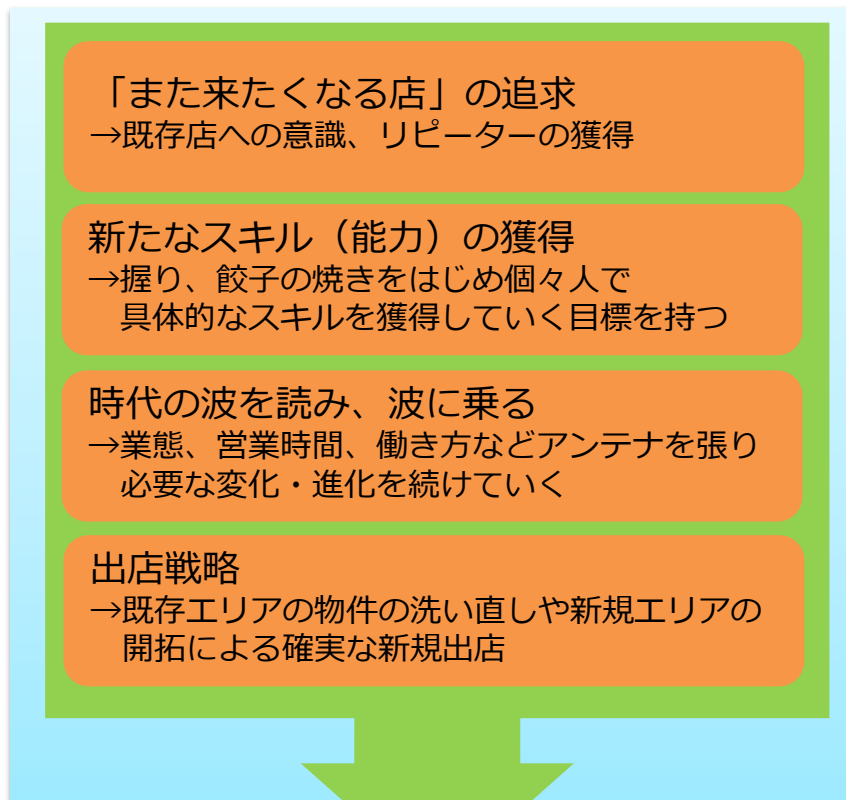 「また来たくなる店」の追求
→既存店への意識、リピーターの獲得
新たなスキル（能力）の獲得
→握り、餃子の焼きをはじめ個々人で
具体的なスキルを獲得していく目標を持つ
時代の波を読み、波に乗る
→業態、営業時間、働き方などアンテナを張り
必要な変化・進化を続けていく
出店戦略
→既存エリアの物件の洗い直しや新規エリアの
開拓による確実な新規出店